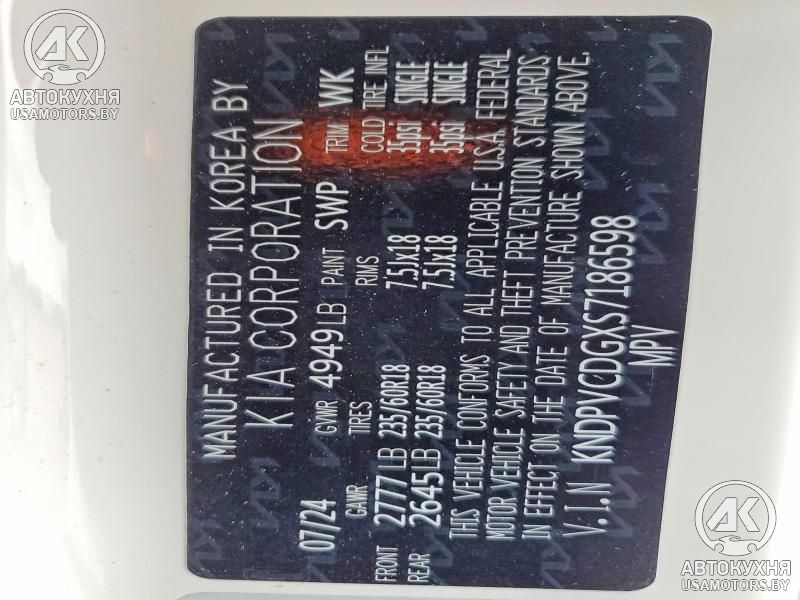 MANUFACTURED IN KOREA BY
KIA CORPORATION
07/24 GVWR 4949LB PAINT SWP TRIM WK
GAWR TIRES RIMS COLD TIRE INFL
FRONT 2777LB 235/60R18 7.5Jx18 35psi SINGLE
REAR 2645LB 235/60R18 7.5Jx18 35psi SINGLE
THIS VEHICLE CONFORMS TO ALL APPLICABLE U.S.A. FEDERAL
MOTOR VEHICLE SAFETY AND THEFT PREVENTION STANDARDS
IN EFFECT ON THE DATE OF MANUFACTURE SHOWN ABOVE.
V.I.N KNDPVCDGXS7186598
MPV
АК
АВТОКУХНЯ
USAMOTORS.BY
АК
АВТОКУХНЯ
USAMOTORS.BY